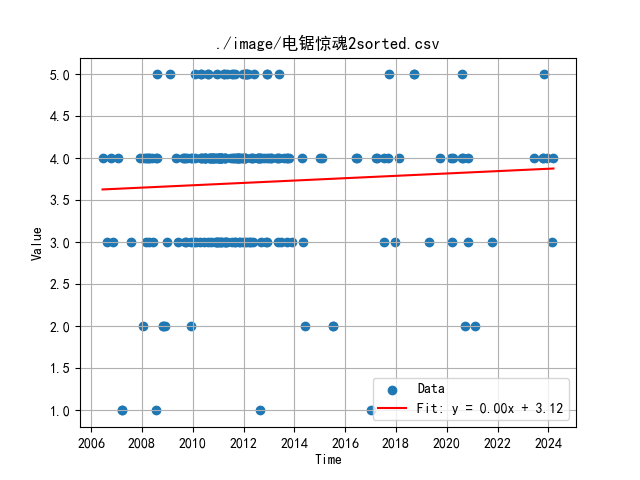 ./image/电锯惊魂2sorted.csv
5.0
4.5
4.0
3.5
3.0
2.5
2.0
1.5
1.0
Value
2006 2008 2010 2012 2014 2016 2018 2020 2022 2024
Time
Data
Fit: y = 0.00x + 3.12